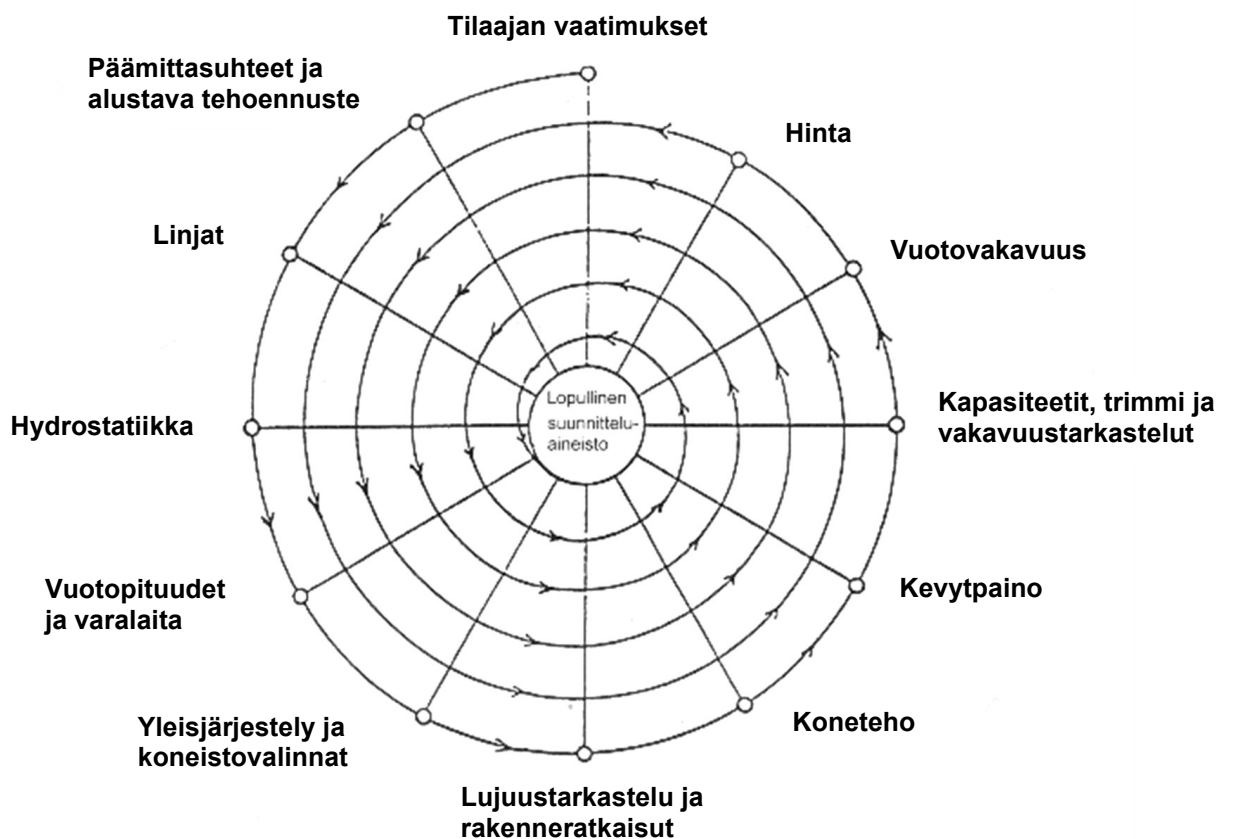 Tilaajan vaatimukset
Päämittasuhteet ja
alustava tehoennuste
Hinta
Linjat
Vuotovakavuus
Hydrostatiikka
Lopullinen
suunnittelu-
aineisto
Kapasiteetit, trimmi ja
vakavuustarkastelut
Vuotopituudet
ja varalaita
Kevytpaino
Yleisjärjestely ja
koneistovalinnat
Koneteho
Lujuustarkastelu ja
rakenneratkaisut